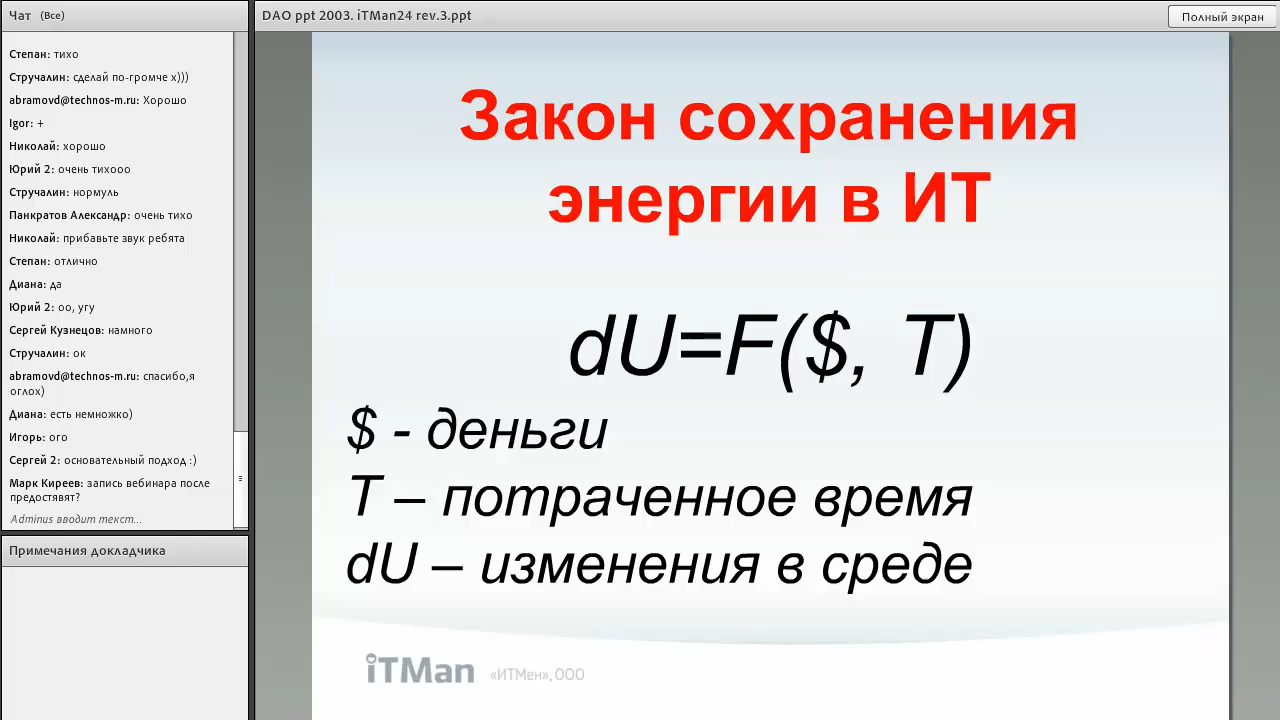 Чат (Все)
Степан: тихо
Стручалин: сделай по-громче х)))
abramovd@technos-m.ru: Хорошо
Igor: +
Николай: хорошо
Юрий 2: очень тихооо
Стручалин: нормуль
Панкратов Александр: очень тихо
Николай: прибавьте звук ребята
Степан: отлично
Диана: да
Юрий 2: оо, угу
Сергей Кузнецов: намного
Стручалин: ок
abramovd@technos-m.ru: спасибо,я
оглох)
Диана: есть немножко)
Игорь: ого
Сергей 2: основательный подход :)
Марк Киреев: запись вебинара после
предоставят?
Adminus вводит текст...
Примечания докладчика
DAO ppt 2003. iTMan24 rev.3.ppt
Полный экран
Закон сохранения
энергии в ИТ
dU=F($, T)
$ - деньги
T – потраченное время
dU – изменения в среде
iTMan «ИТМен», ООО